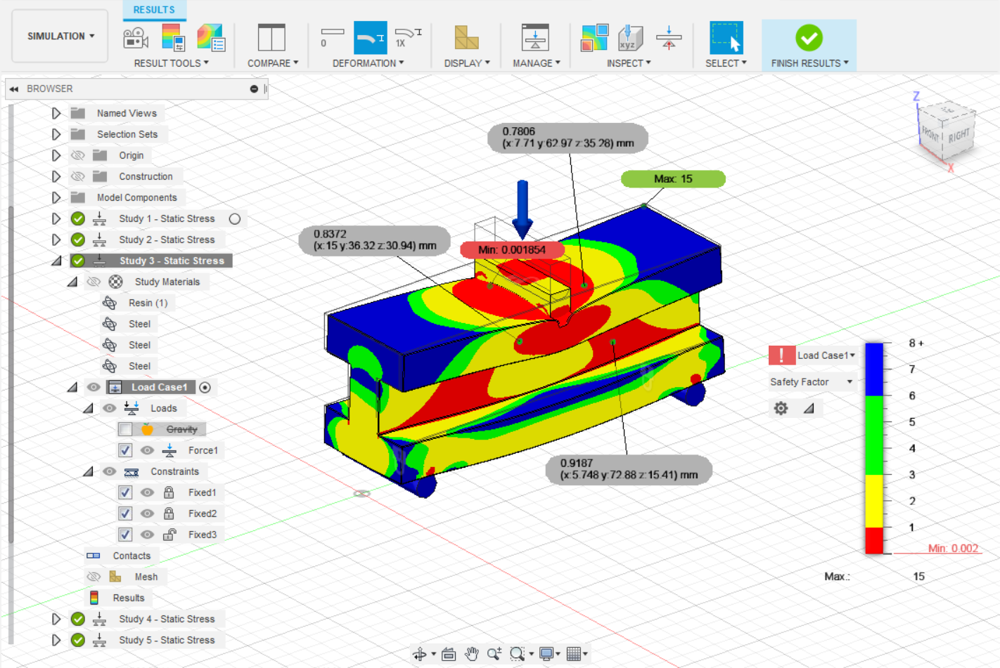 RESULTS
SIMULATION
0
1X
xyz
RESULT TOOLS
COMPARE
DEFORMATION
DISPLAY
MANAGE
INSPECT
SELECT
FINISH RESULTS
BROWSER
Named Views
Selection Sets
Origin
Construction
Model Components
Study 1 - Static Stress
Study 2 - Static Stress
Study 3 - Static Stress
Study Materials
Resin (1)
Steel
Steel
Steel
Load Case1
Loads
Gravity
Force1
Constraints
Fixed1
Fixed2
Fixed3
Contacts
Mesh
Results
Study 4 - Static Stress
Study 5 - Static Stress
0.7806
(x:7.71 y:62.97 z:35.28) mm
Max: 15
0.8372
(x:15 y:36.32 z:30.94) mm
Min: 0.001854
0.9187
(x:5.748 y:72.88 z:15.41) mm
Z
FRONT
RIGHT
X
Load Case1
Safety Factor
8 +
7
6
5
4
3
2
1
Min: 0.002
Max.: 15